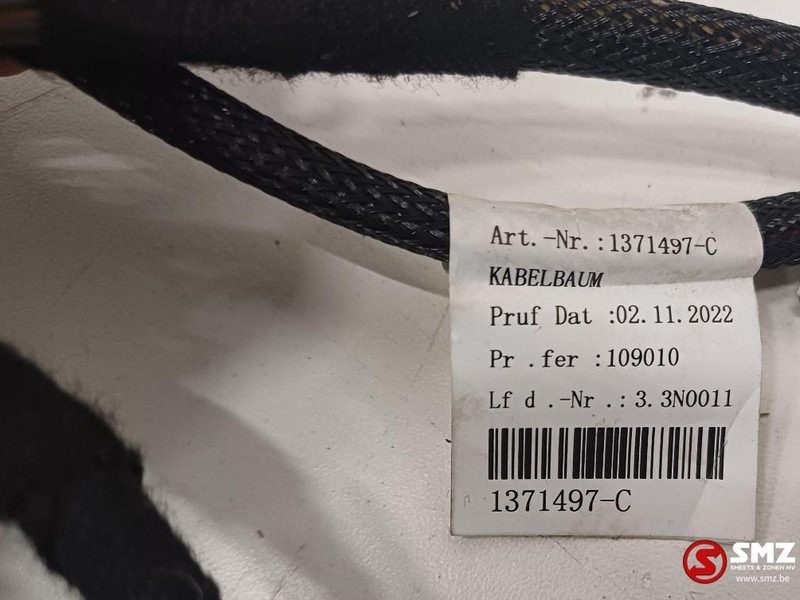 Art.-Nr.:1371497-C
KABELBAUM
Pruf Dat :02.11.2022
Pr .fer :109010
Lf d .-Nr .: 3.3N0011
1371497-C
SMZ
SMEETS & ZONEN NV
www.smz.be